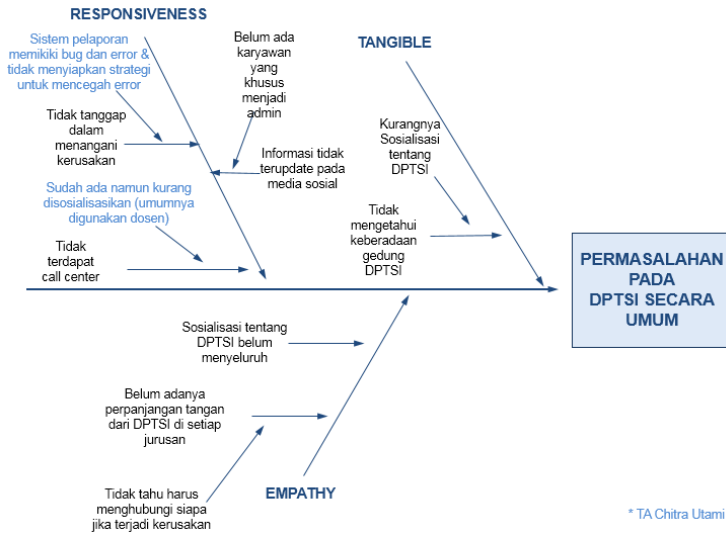 RESPONSIVENESS
Sistem pelaporan
memikiki bug dan error &
tidak menyiapkan strategi
untuk mencegah error
Belum ada
karyawan
yang
khusus
menjadi
admin
TANGIBLE
Tidak tanggap
dalam
menangani
kerusakan
Informasi tidak
terupdate pada
media sosial
Kurangnya
Sosialisasi
tentang
DPTSI
Sudah ada namun kurang
disosialisasikan (umumnya
digunakan dosen)
Tidak
terdapat
call center
Tidak
mengetahui
keberadaan
gedung
DPTSI
PERMASALAHAN
PADA
DPTSI SECARA
UMUM
Sosialisasi tentang
DPTSI belum
menyeluruh
Belum adanya
perpanjangan tangan
dari DPTSI di setiap
jurusan
Tidak tahu harus
menghubungi siapa
jika terjadi kerusakan
EMPATHY
* TA Chitra Utami